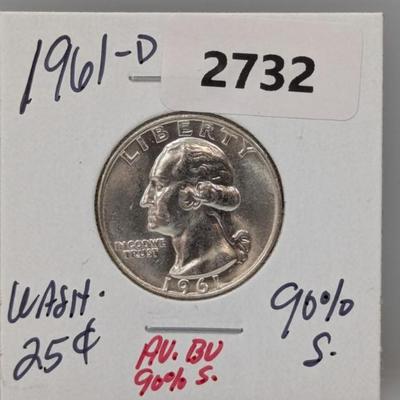 1961-D
2732
LIBERTY
IN GOD WE
TRUST
1961
WASH.
25¢
90%
S.
AU. BU
90% S.